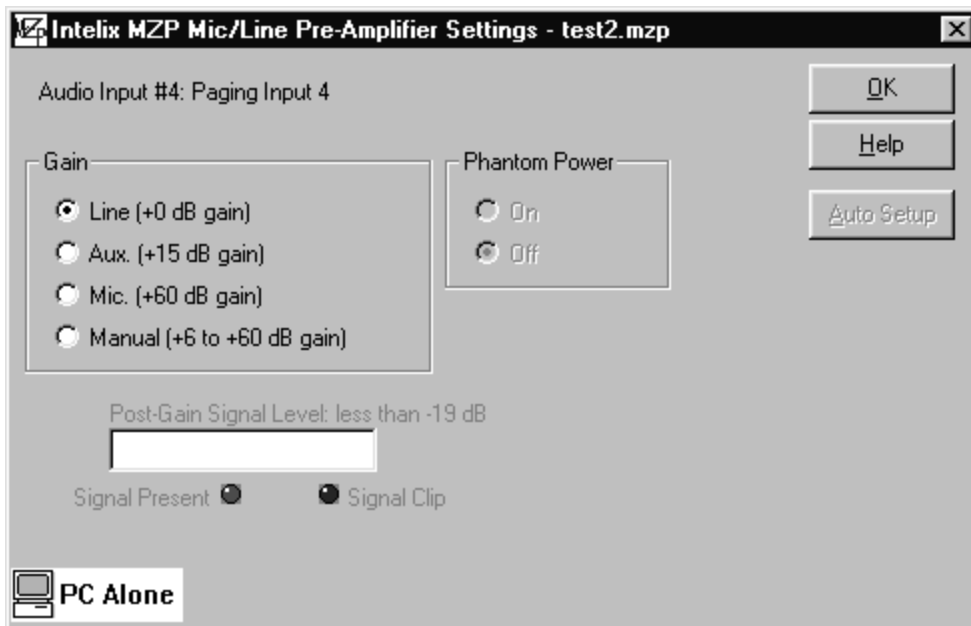 MZp Intelix MZP Mic/Line Pre-Amplifier Settings - test2.mzp
Audio Input #4: Paging Input 4
OK
Help
Auto Setup
Gain
Line (+0 dB gain)
Aux. (+15 dB gain)
Mic. (+60 dB gain)
Manual (+6 to +60 dB gain)
Phantom Power
On
Off
Post-Gain Signal Level: less than -19 dB
Signal Present
Signal Clip
PC Alone